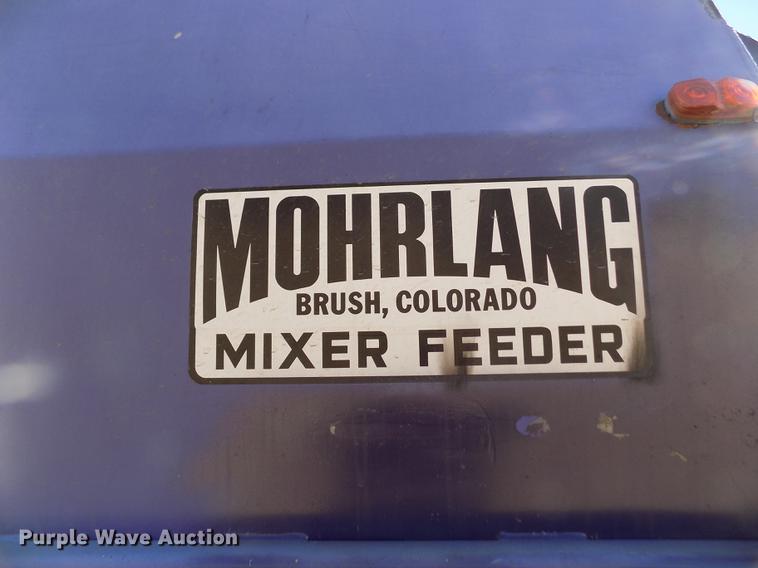 MOHRLANG
BRUSH, COLORADO
MIXER FEEDER
Purple Wave Auction